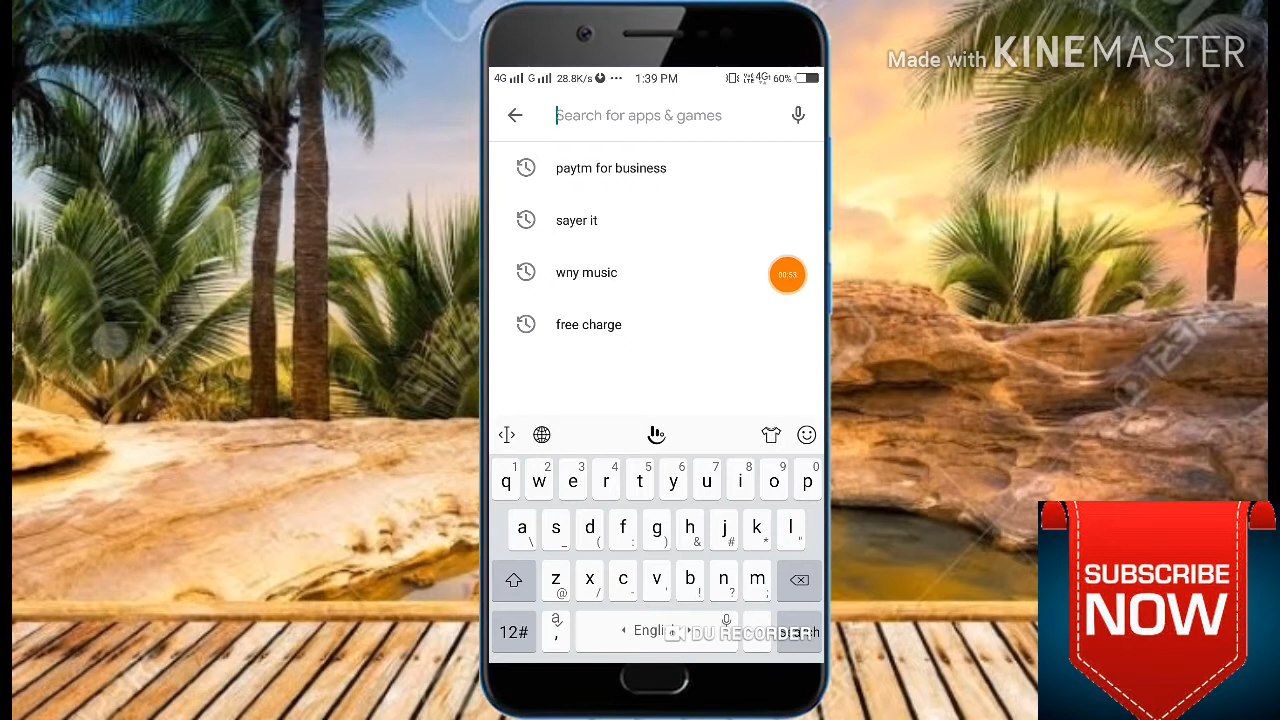 Made with KINEMASTER
4G G 28.8K/s ... 1:39 PM 4G+ 60%
Search for apps & games
paytm for business
sayer it
wny music
00:53
free charge
1 2 3 4 5 6 7 8 9 0
q w e r t y u i o p
a s d f g h j k l
\ _ ( : ) & # * "
z x c v b n m
@ / - ' ! ? ;
12# a , English
DU RECORDER
SUBSCRIBE
NOW
123R